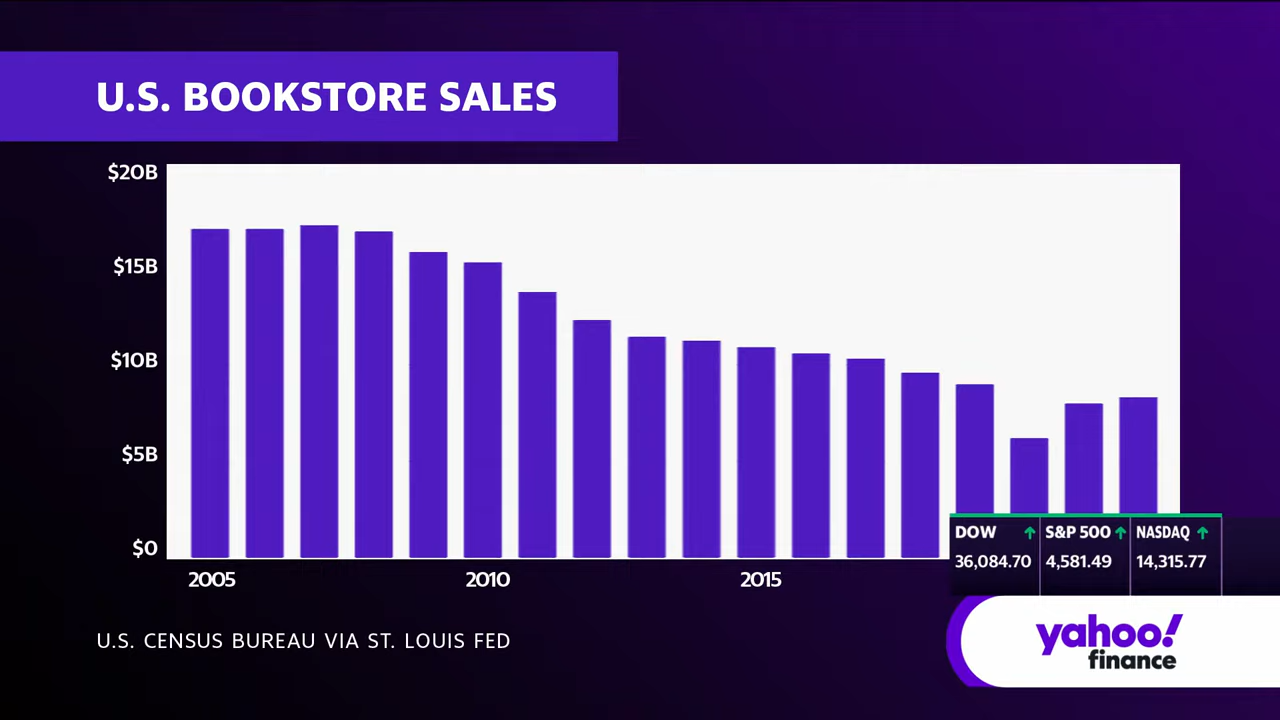 U.S. BOOKSTORE SALES
$20B
$15B
$10B
$5B
$0
2005 2010 2015
DOW S&P 500 NASDAQ
36,084.70 4,581.49 14,315.77
U.S. CENSUS BUREAU VIA ST. LOUIS FED
yahoo!
finance